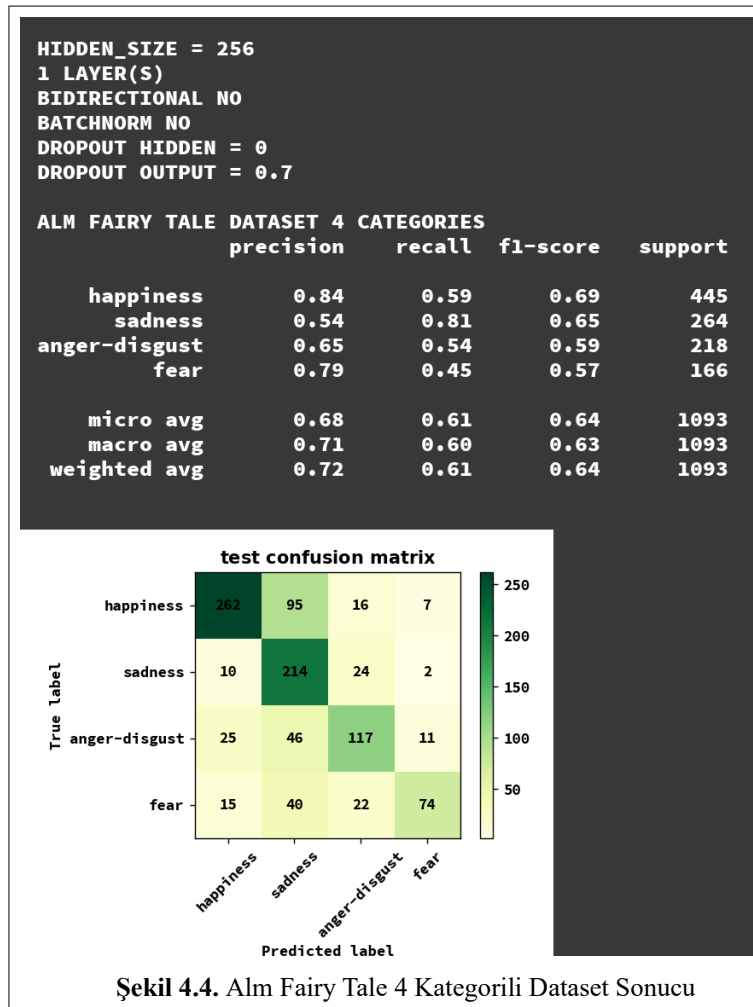 HIDDEN_SIZE = 256
1 LAYER(S)
BIDIRECTIONAL NO
BATCHNORM NO
DROPOUT HIDDEN = 0
DROPOUT OUTPUT = 0.7
ALM FAIRY TALE DATASET 4 CATEGORIES
precision recall f1-score support
happiness 0.84 0.59 0.69 445
sadness 0.54 0.81 0.65 264
anger-disgust 0.65 0.54 0.59 218
fear 0.79 0.45 0.57 166
micro avg 0.68 0.61 0.64 1093
macro avg 0.71 0.60 0.63 1093
weighted avg 0.72 0.61 0.64 1093
test confusion matrix
happiness 262 95 16 7
sadness 10 214 24 2
anger-disgust 25 46 117 11
fear 15 40 22 74
True label
happiness sadness anger-disgust fear
Predicted label
250
200
150
100
50
Şekil 4.4. Alm Fairy Tale 4 Kategorili Dataset Sonucu